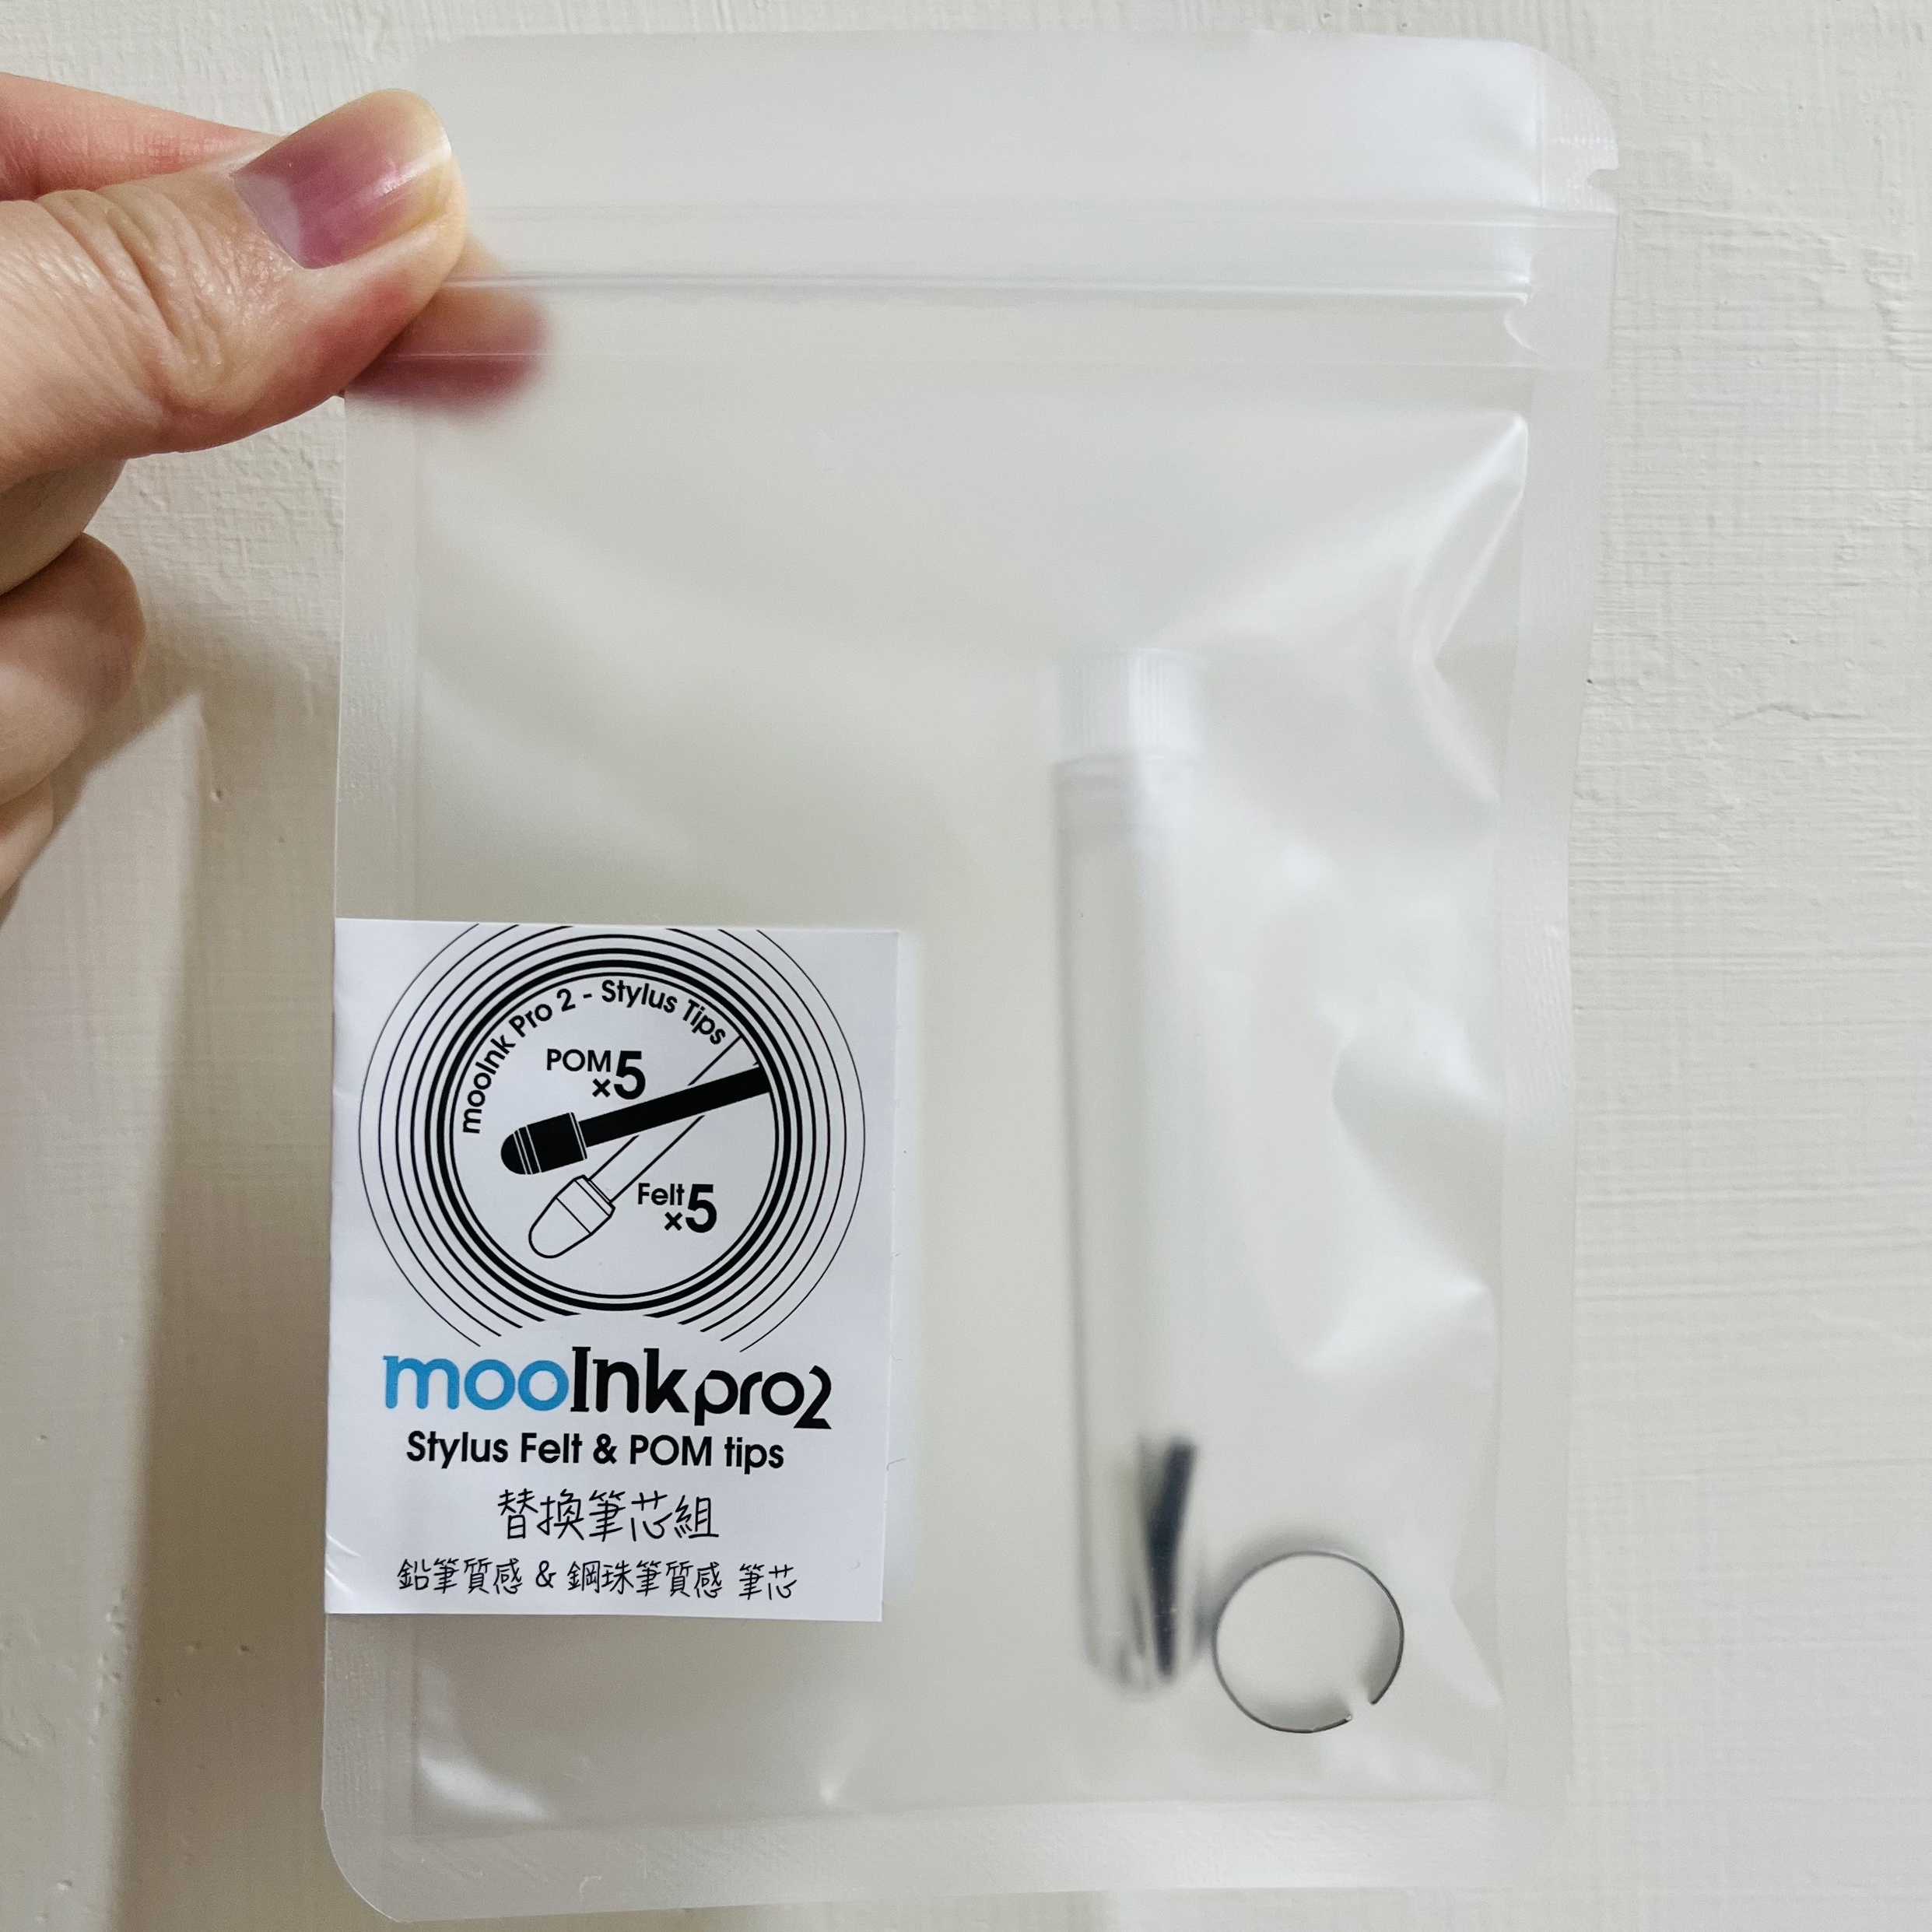 mooInk Pro 2 - Stylus Tips
POM
×5
Felt
×5
mooInkpro2
Stylus Felt & POM tips
替換筆芯組
鉛筆質感 & 鋼珠筆質感 筆芯